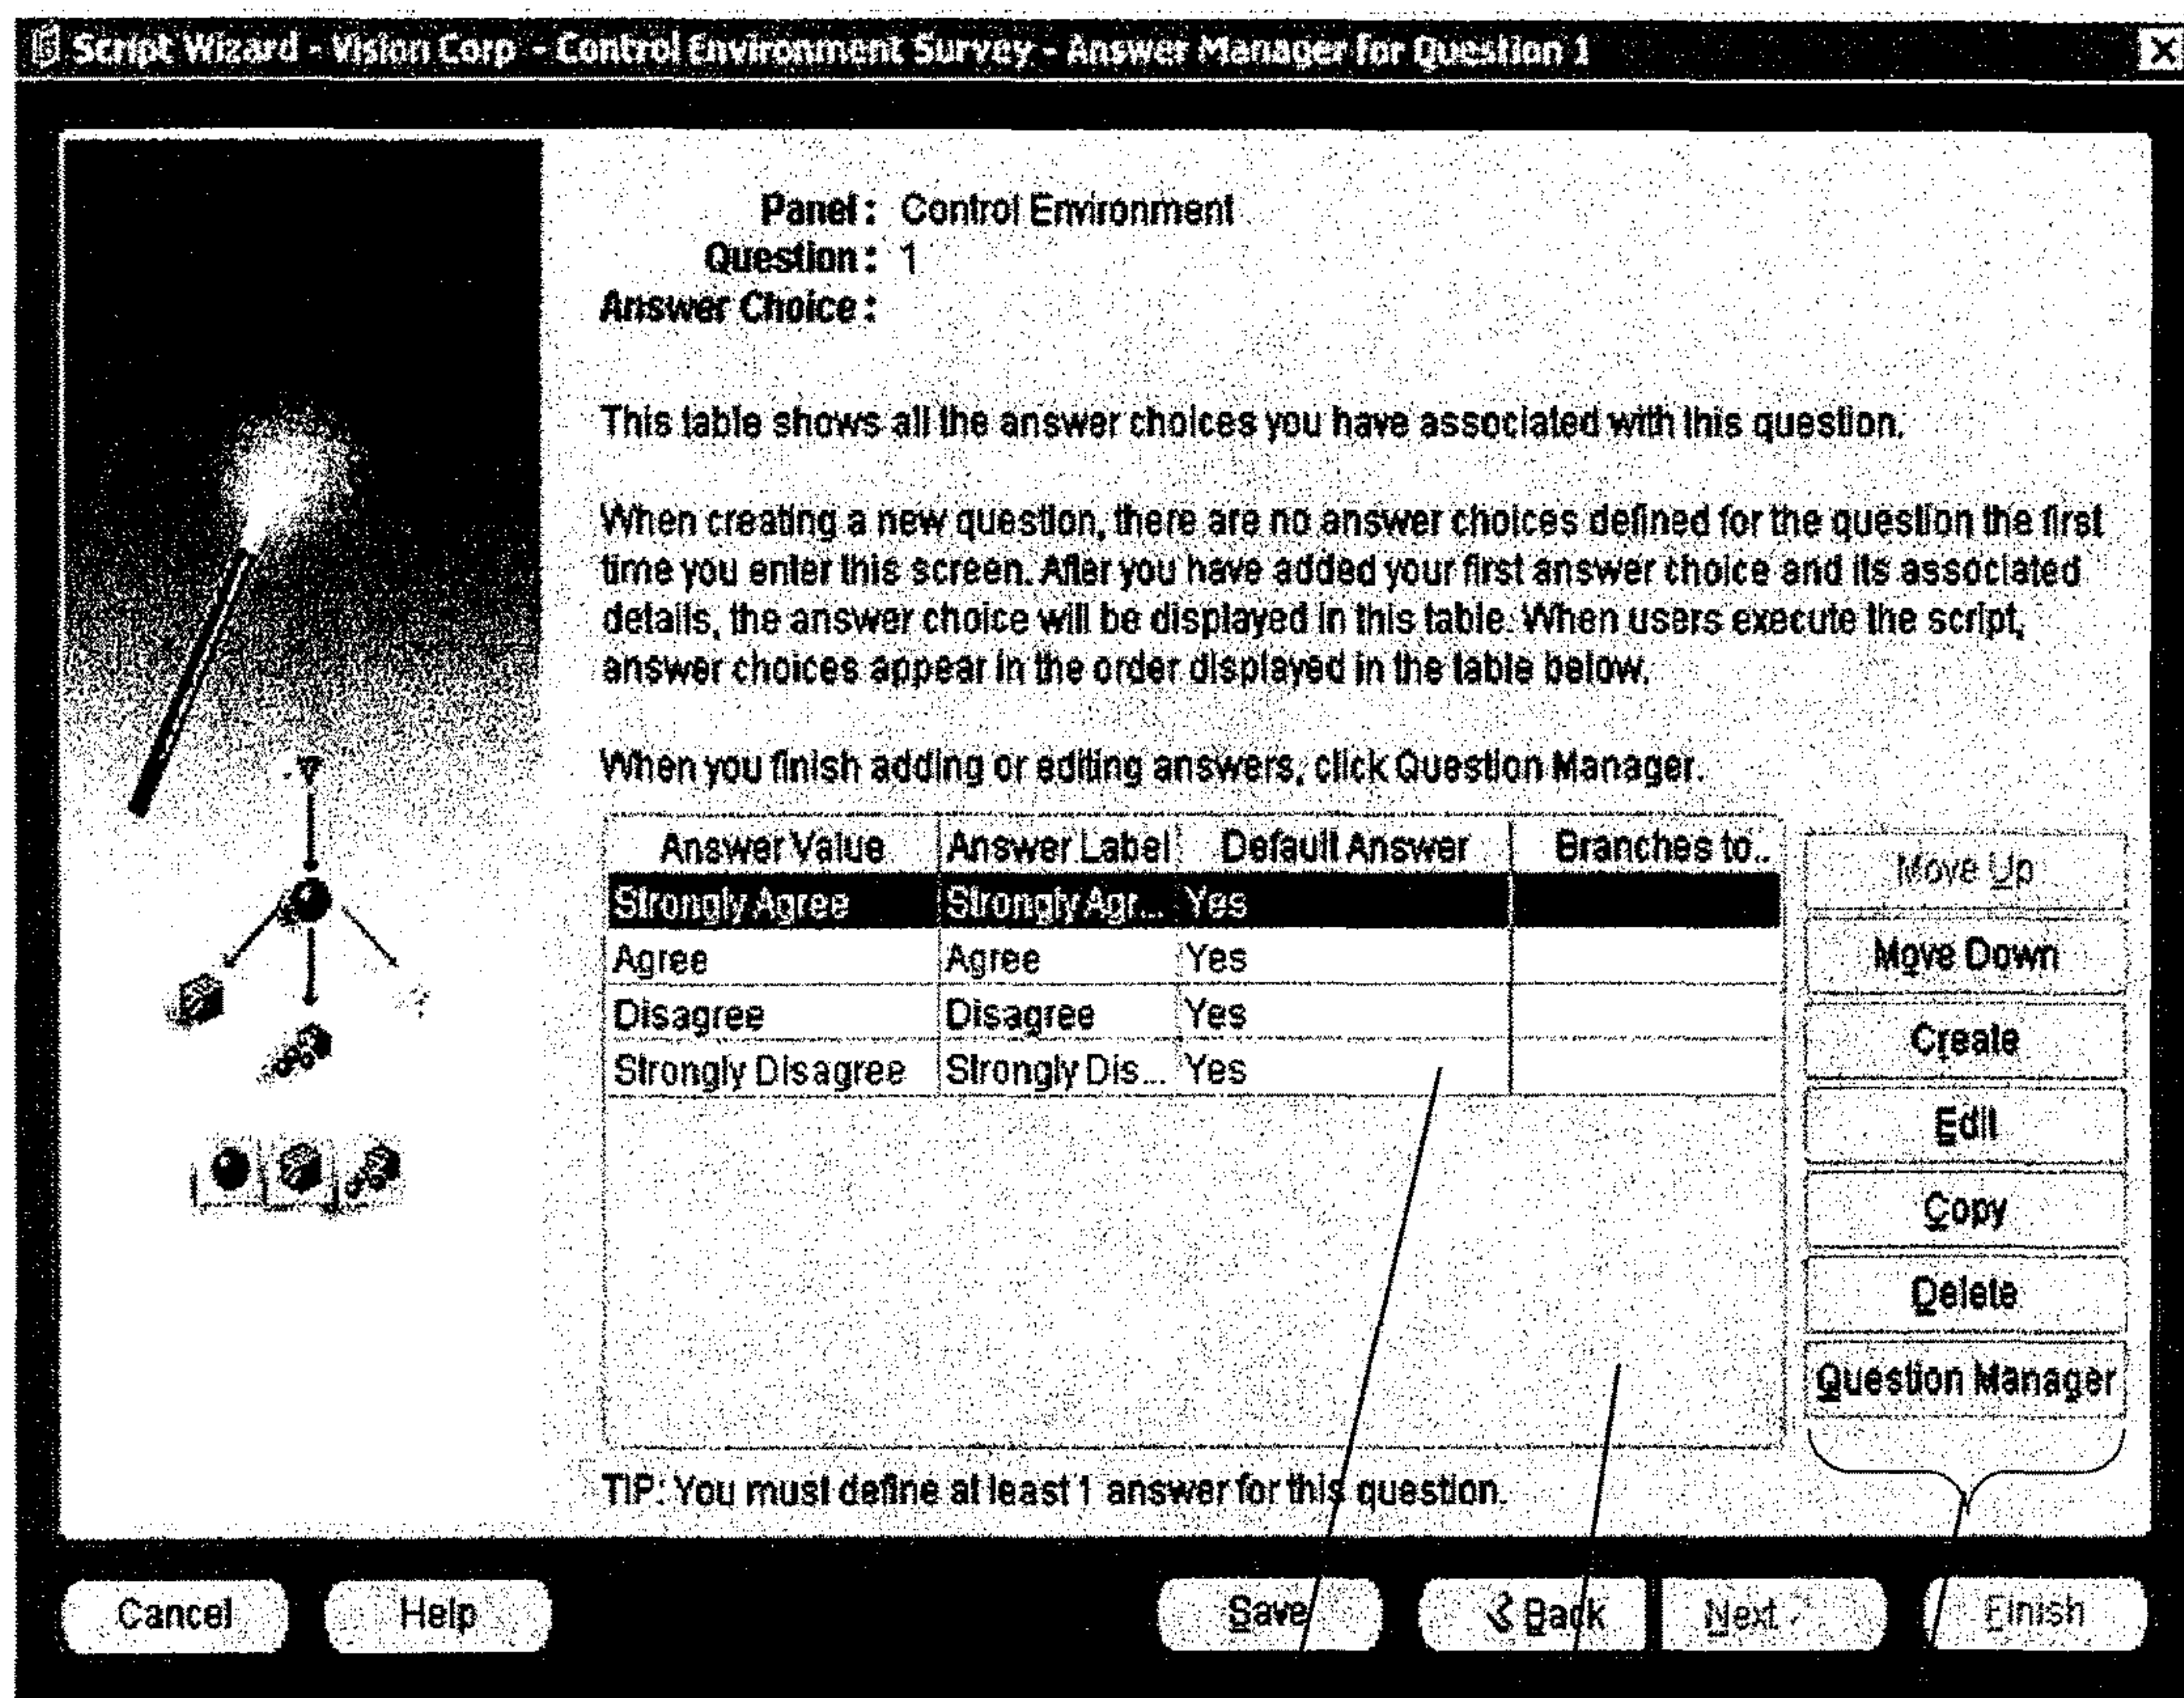 Script Wizard - Vision Corp - Control Environment Survey - Answer Manager for Question 1
Panel: Control Environment
Question: 1
Answer Choice:
This table shows all the answer choices you have associated with this question.
When creating a new question, there are no answer choices defined for the question the first
time you enter this screen. After you have added your first answer choice and its associated
details, the answer choice will be displayed in this table. When users execute the script,
answer choices appear in the order displayed in the table below.
When you finish adding or editing answers, click Question Manager.
Answer Value Answer Label Default Answer Branches to..
Strongly Agree Strongly Agr... Yes
Agree Agree Yes
Disagree Disagree Yes
Strongly Disagree Strongly Dis... Yes
Move Up
Move Down
Create
Edit
Copy
Delete
Question Manager
TIP: You must define at least 1 answer for this question.
Cancel Help Save Back Next Finish